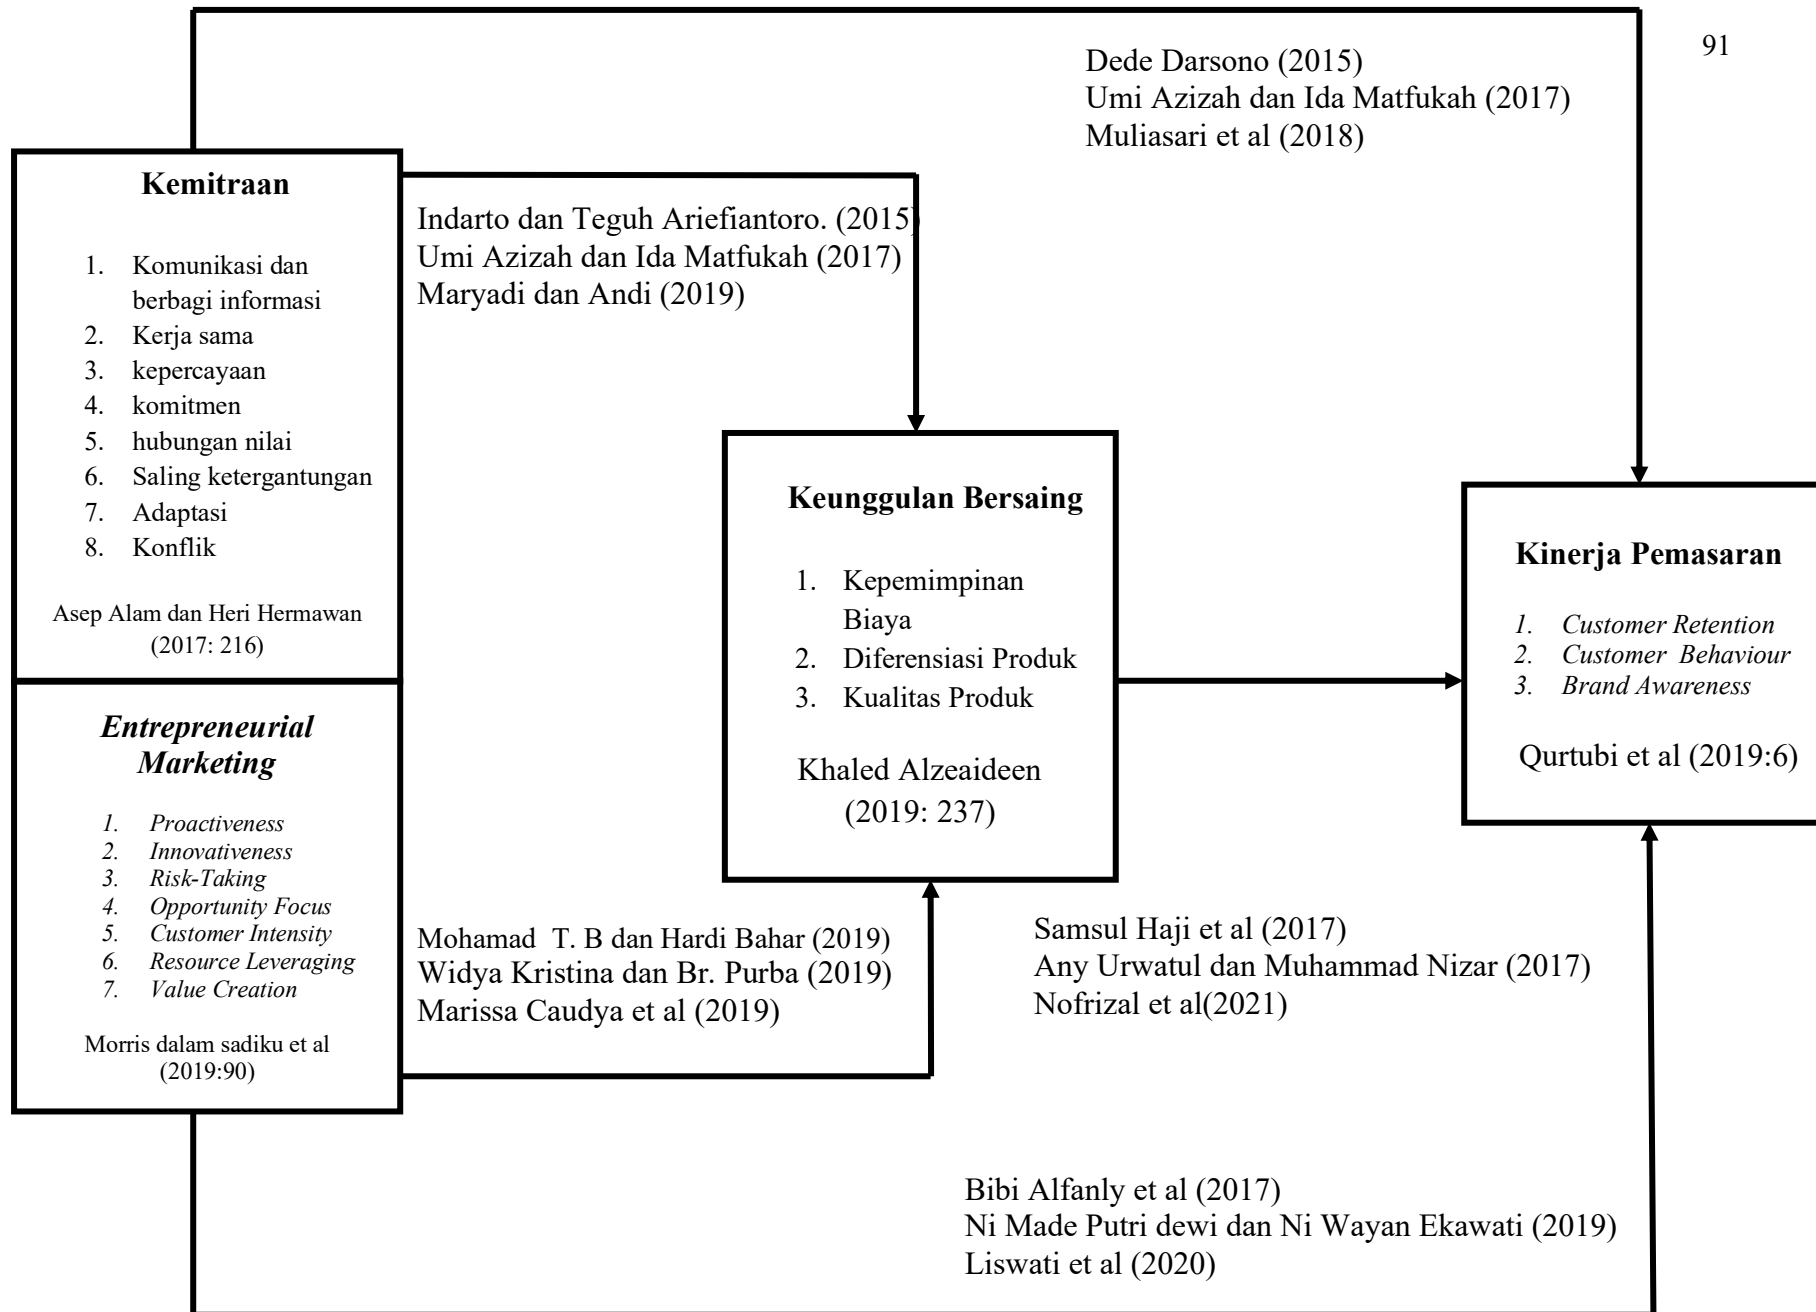 91
Dede Darsono (2015)
Umi Azizah dan Ida Matfukah (2017)
Muliasari et al (2018)
Kemitraan
1. Komunikasi dan
berbagi informasi
2. Kerja sama
3. kepercayaan
4. komitmen
5. hubungan nilai
6. Saling ketergantungan
7. Adaptasi
8. Konflik
Asep Alam dan Heri Hermawan
(2017: 216)
Indarto dan Teguh Ariefiantoro. (2015)
Umi Azizah dan Ida Matfukah (2017)
Maryadi dan Andi (2019)
Keunggulan Bersaing
1. Kepemimpinan
Biaya
2. Diferensiasi Produk
3. Kualitas Produk
Khaled Alzeaideen
(2019: 237)
Kinerja Pemasaran
1. Customer Retention
2. Customer  Behaviour
3. Brand Awareness
Qurtubi et al (2019:6)
Entrepreneurial
Marketing
1. Proactiveness
2. Innovativeness
3. Risk-Taking
4. Opportunity Focus
5. Customer Intensity
6. Resource Leveraging
7. Value Creation
Morris dalam sadiku et al
(2019:90)
Mohamad  T. B dan Hardi Bahar (2019)
Widya Kristina dan Br. Purba (2019)
Marissa Caudya et al (2019)
Samsul Haji et al (2017)
Any Urwatul dan Muhammad Nizar (2017)
Nofrizal et al(2021)
Bibi Alfanly et al (2017)
Ni Made Putri dewi dan Ni Wayan Ekawati (2019)
Liswati et al (2020)